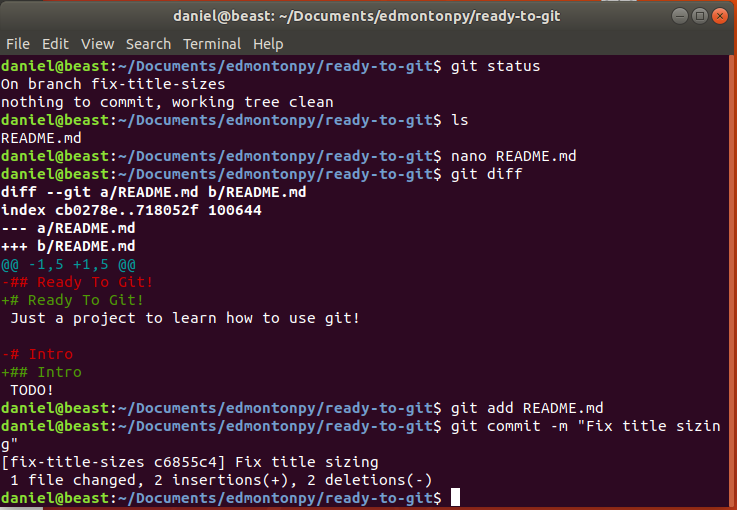 daniel@beast: ~/Documents/edmontonpy/ready-to-git
File Edit View Search Terminal Help
daniel@beast:~/Documents/edmontonpy/ready-to-git$ git status
On branch fix-title-sizes
nothing to commit, working tree clean
daniel@beast:~/Documents/edmontonpy/ready-to-git$ ls
README.md
daniel@beast:~/Documents/edmontonpy/ready-to-git$ nano README.md
daniel@beast:~/Documents/edmontonpy/ready-to-git$ git diff
diff --git a/README.md b/README.md
index cb0278e..718052f 100644
--- a/README.md
+++ b/README.md
@@ -1,5 +1,5 @@
-## Ready To Git!
+# Ready To Git!
 Just a project to learn how to use git!
-# Intro
+## Intro
 TODO!
daniel@beast:~/Documents/edmontonpy/ready-to-git$ git add README.md
daniel@beast:~/Documents/edmontonpy/ready-to-git$ git commit -m "Fix title sizin
g"
[fix-title-sizes c6855c4] Fix title sizing
 1 file changed, 2 insertions(+), 2 deletions(-)
daniel@beast:~/Documents/edmontonpy/ready-to-git$